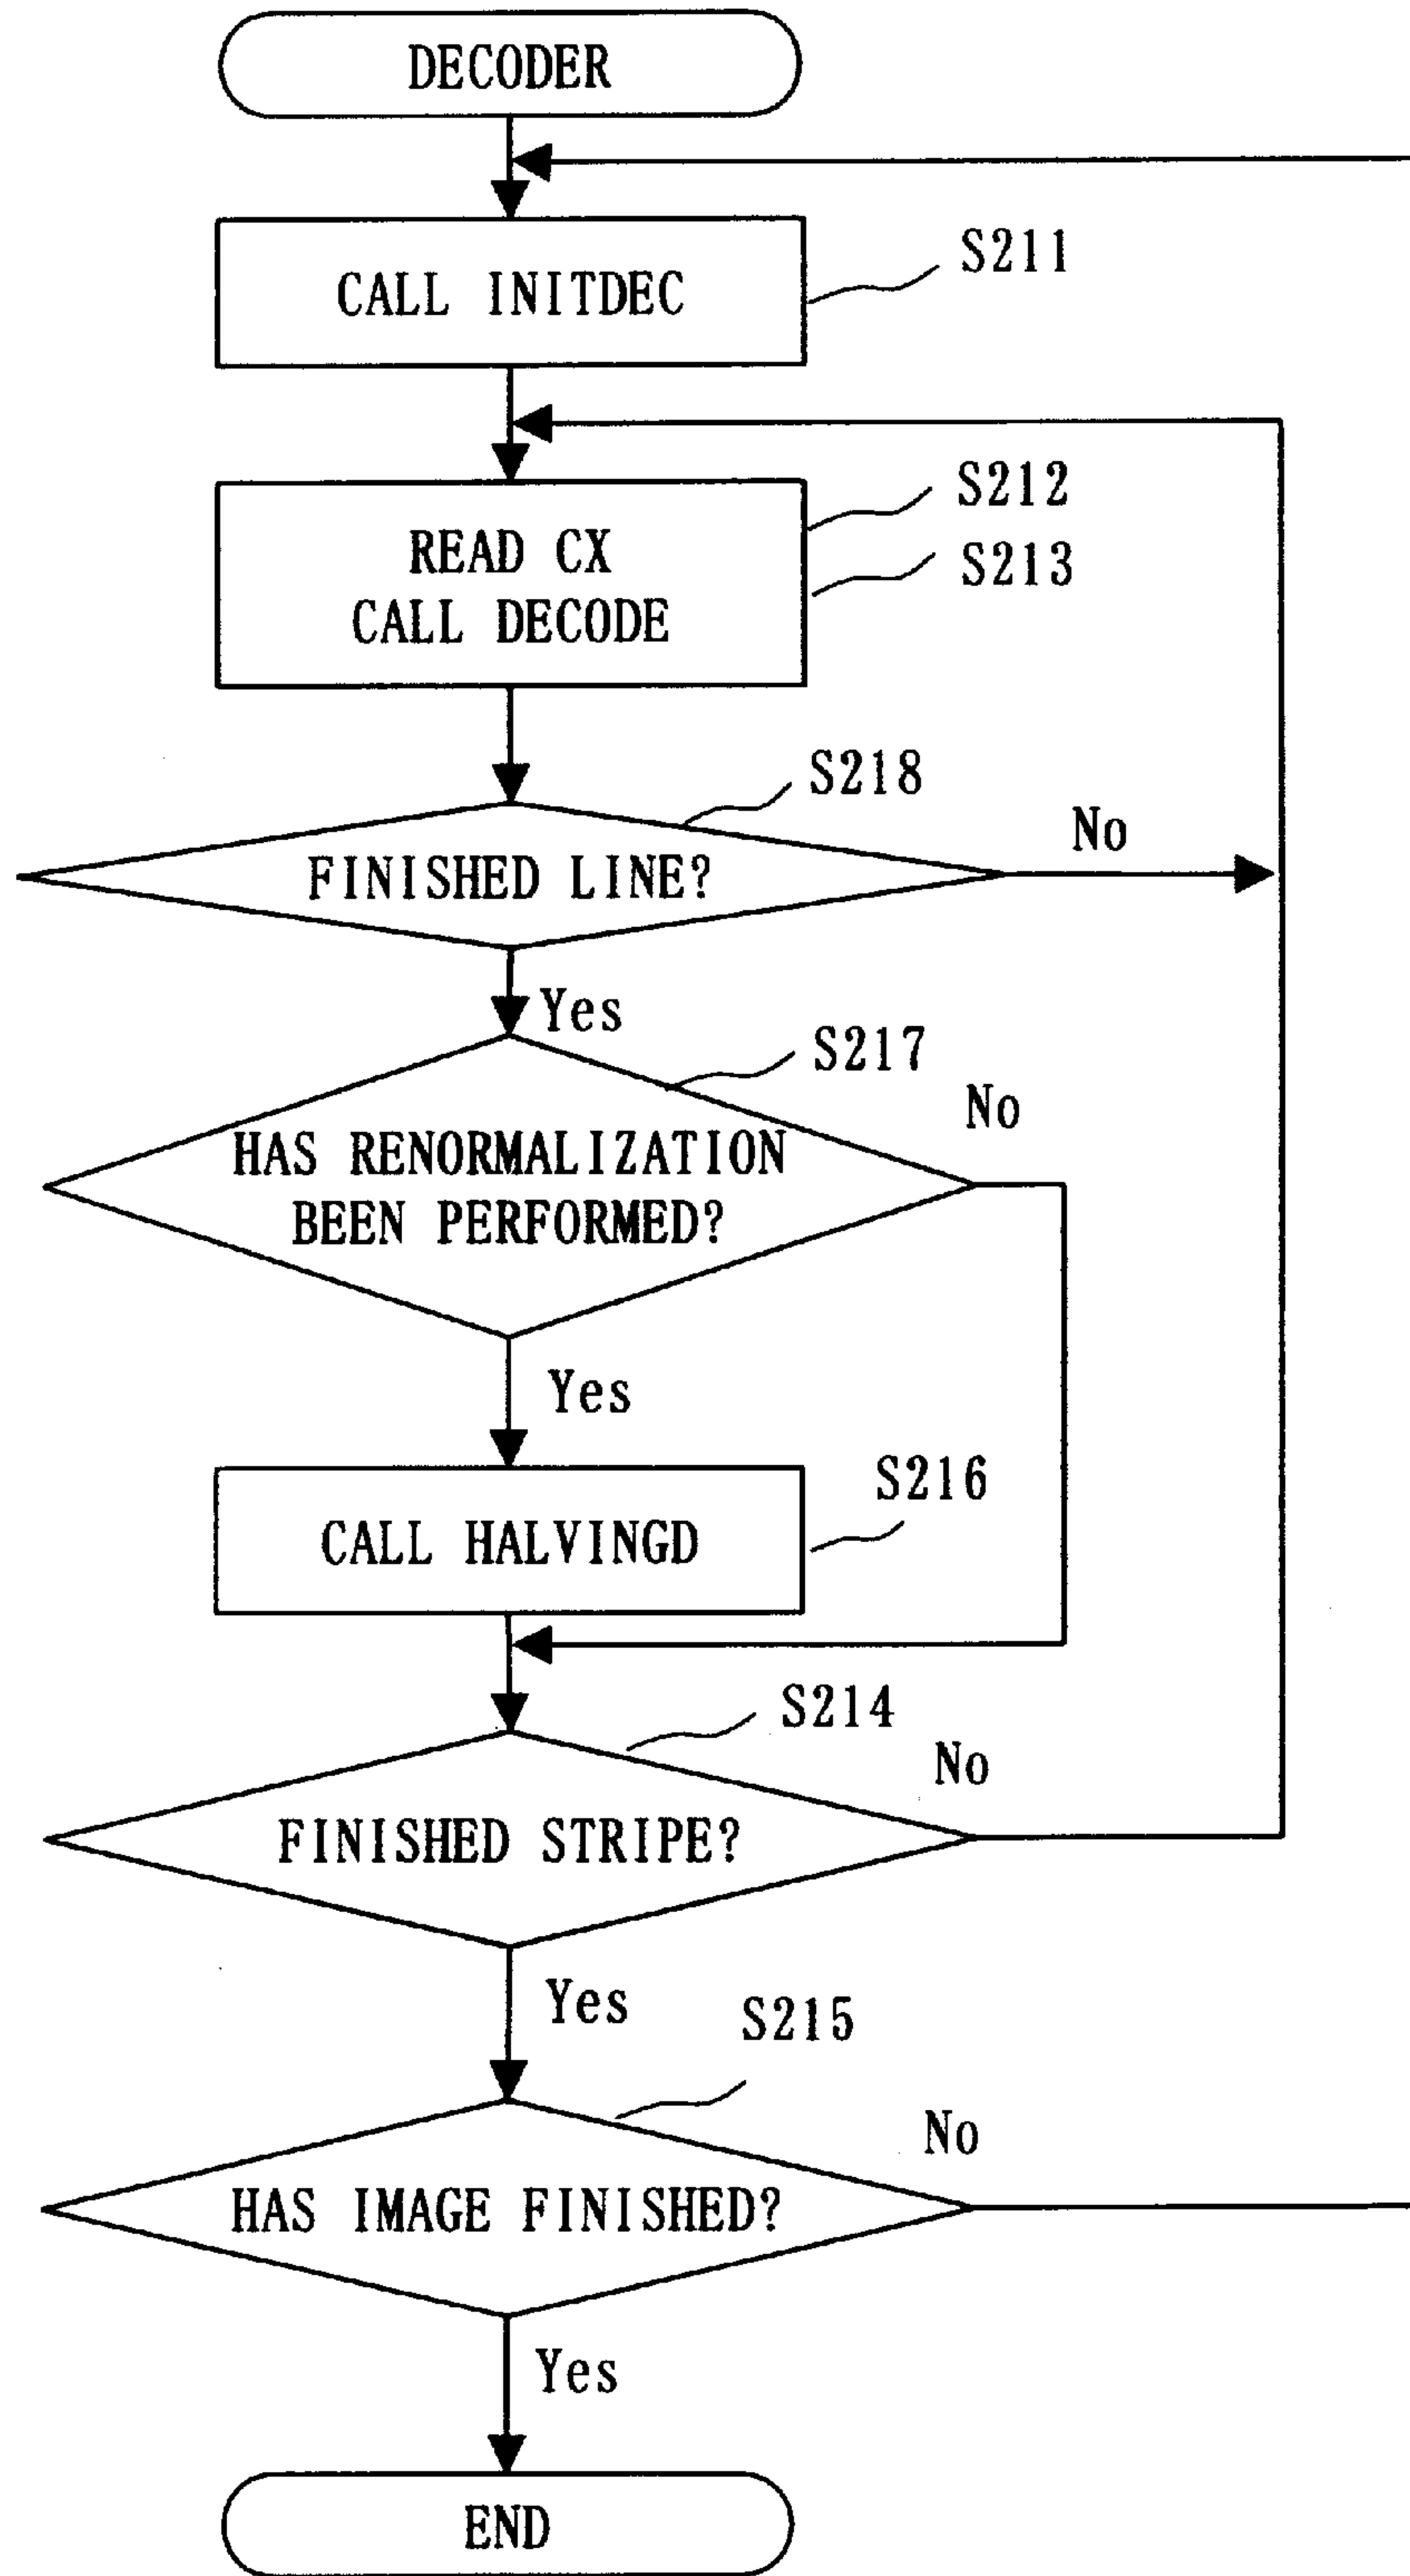 DECODER
CALL INITDEC
S211
READ CX
CALL DECODE
S212
S213
S218
FINISHED LINE?
No
Yes
S217
HAS RENORMALIZATION
BEEN PERFORMED?
No
Yes
S216
CALL HALVINGD
S214
FINISHED STRIPE?
No
Yes
S215
HAS IMAGE FINISHED?
No
Yes
END